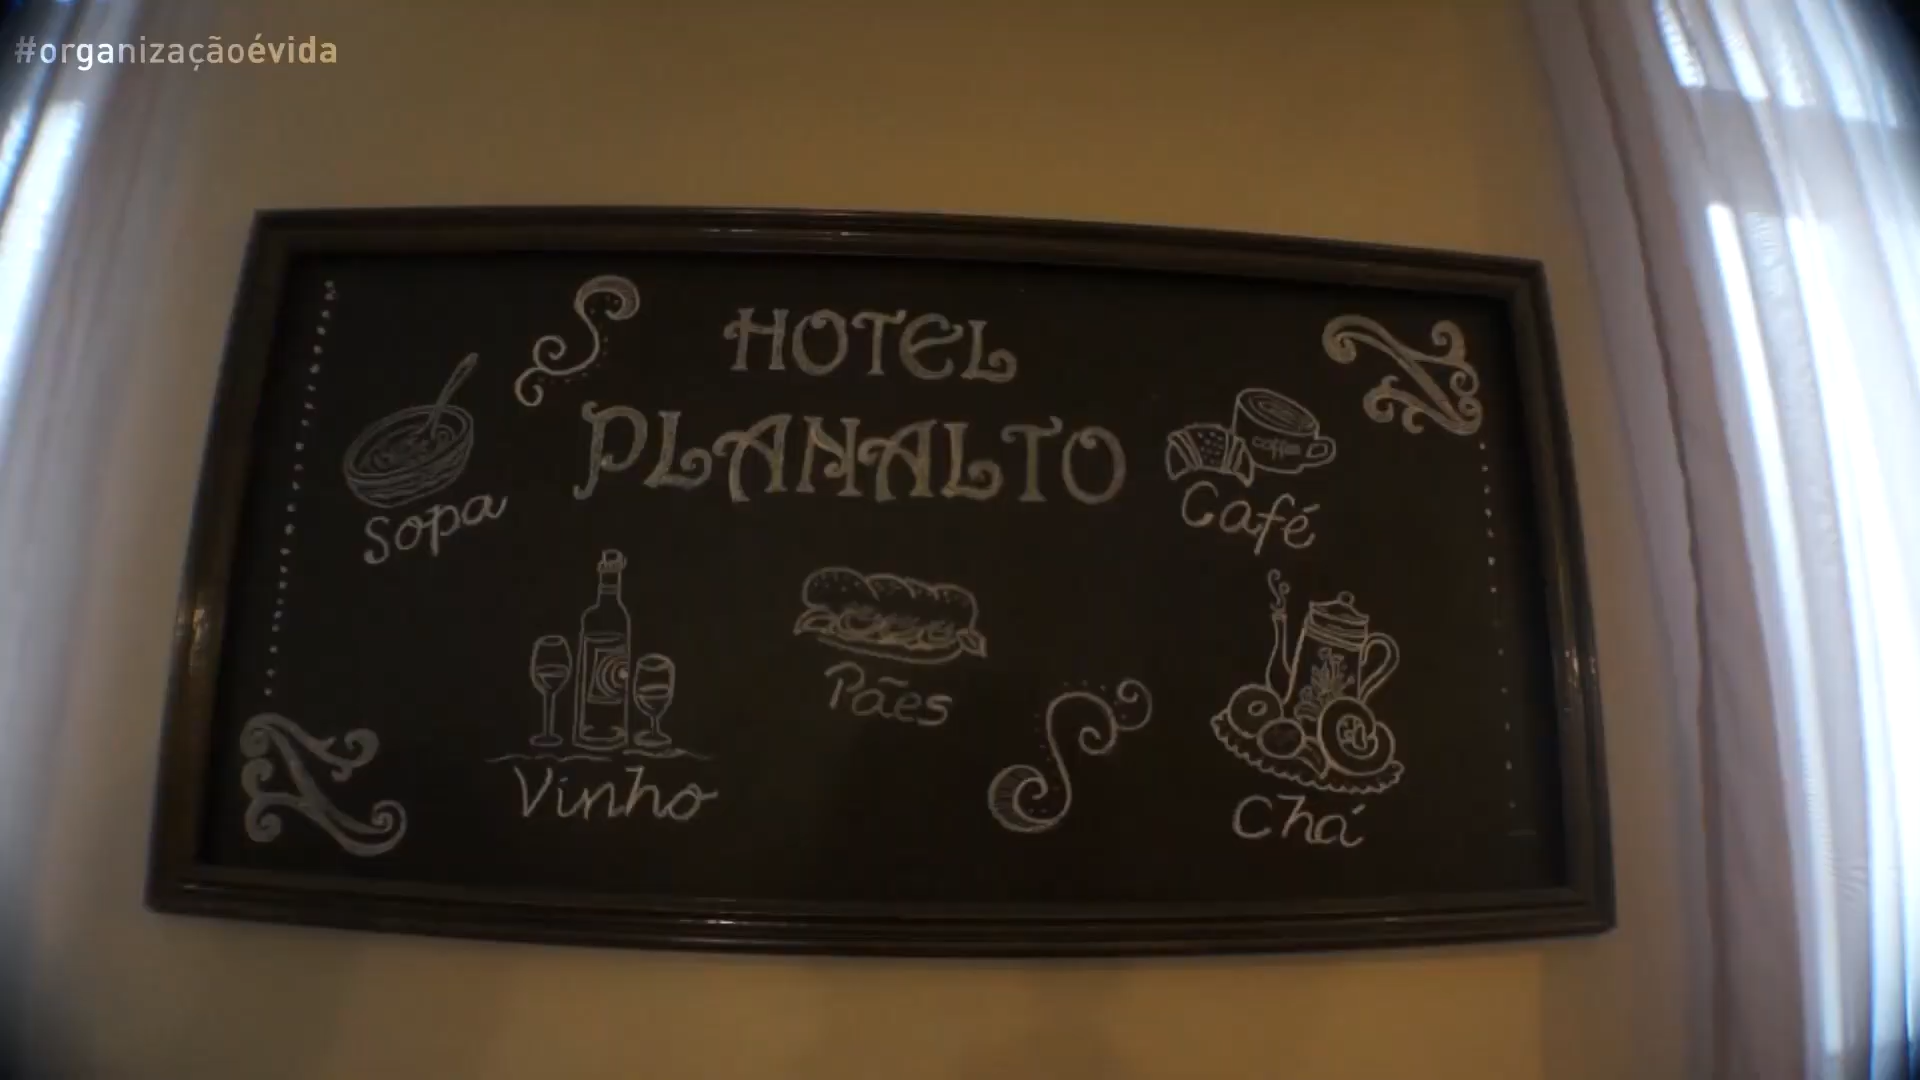 #organizaçãoévida
HOTEL
PLANALTO
Sopa
coffee
Café
Vinho
Pães
Chá